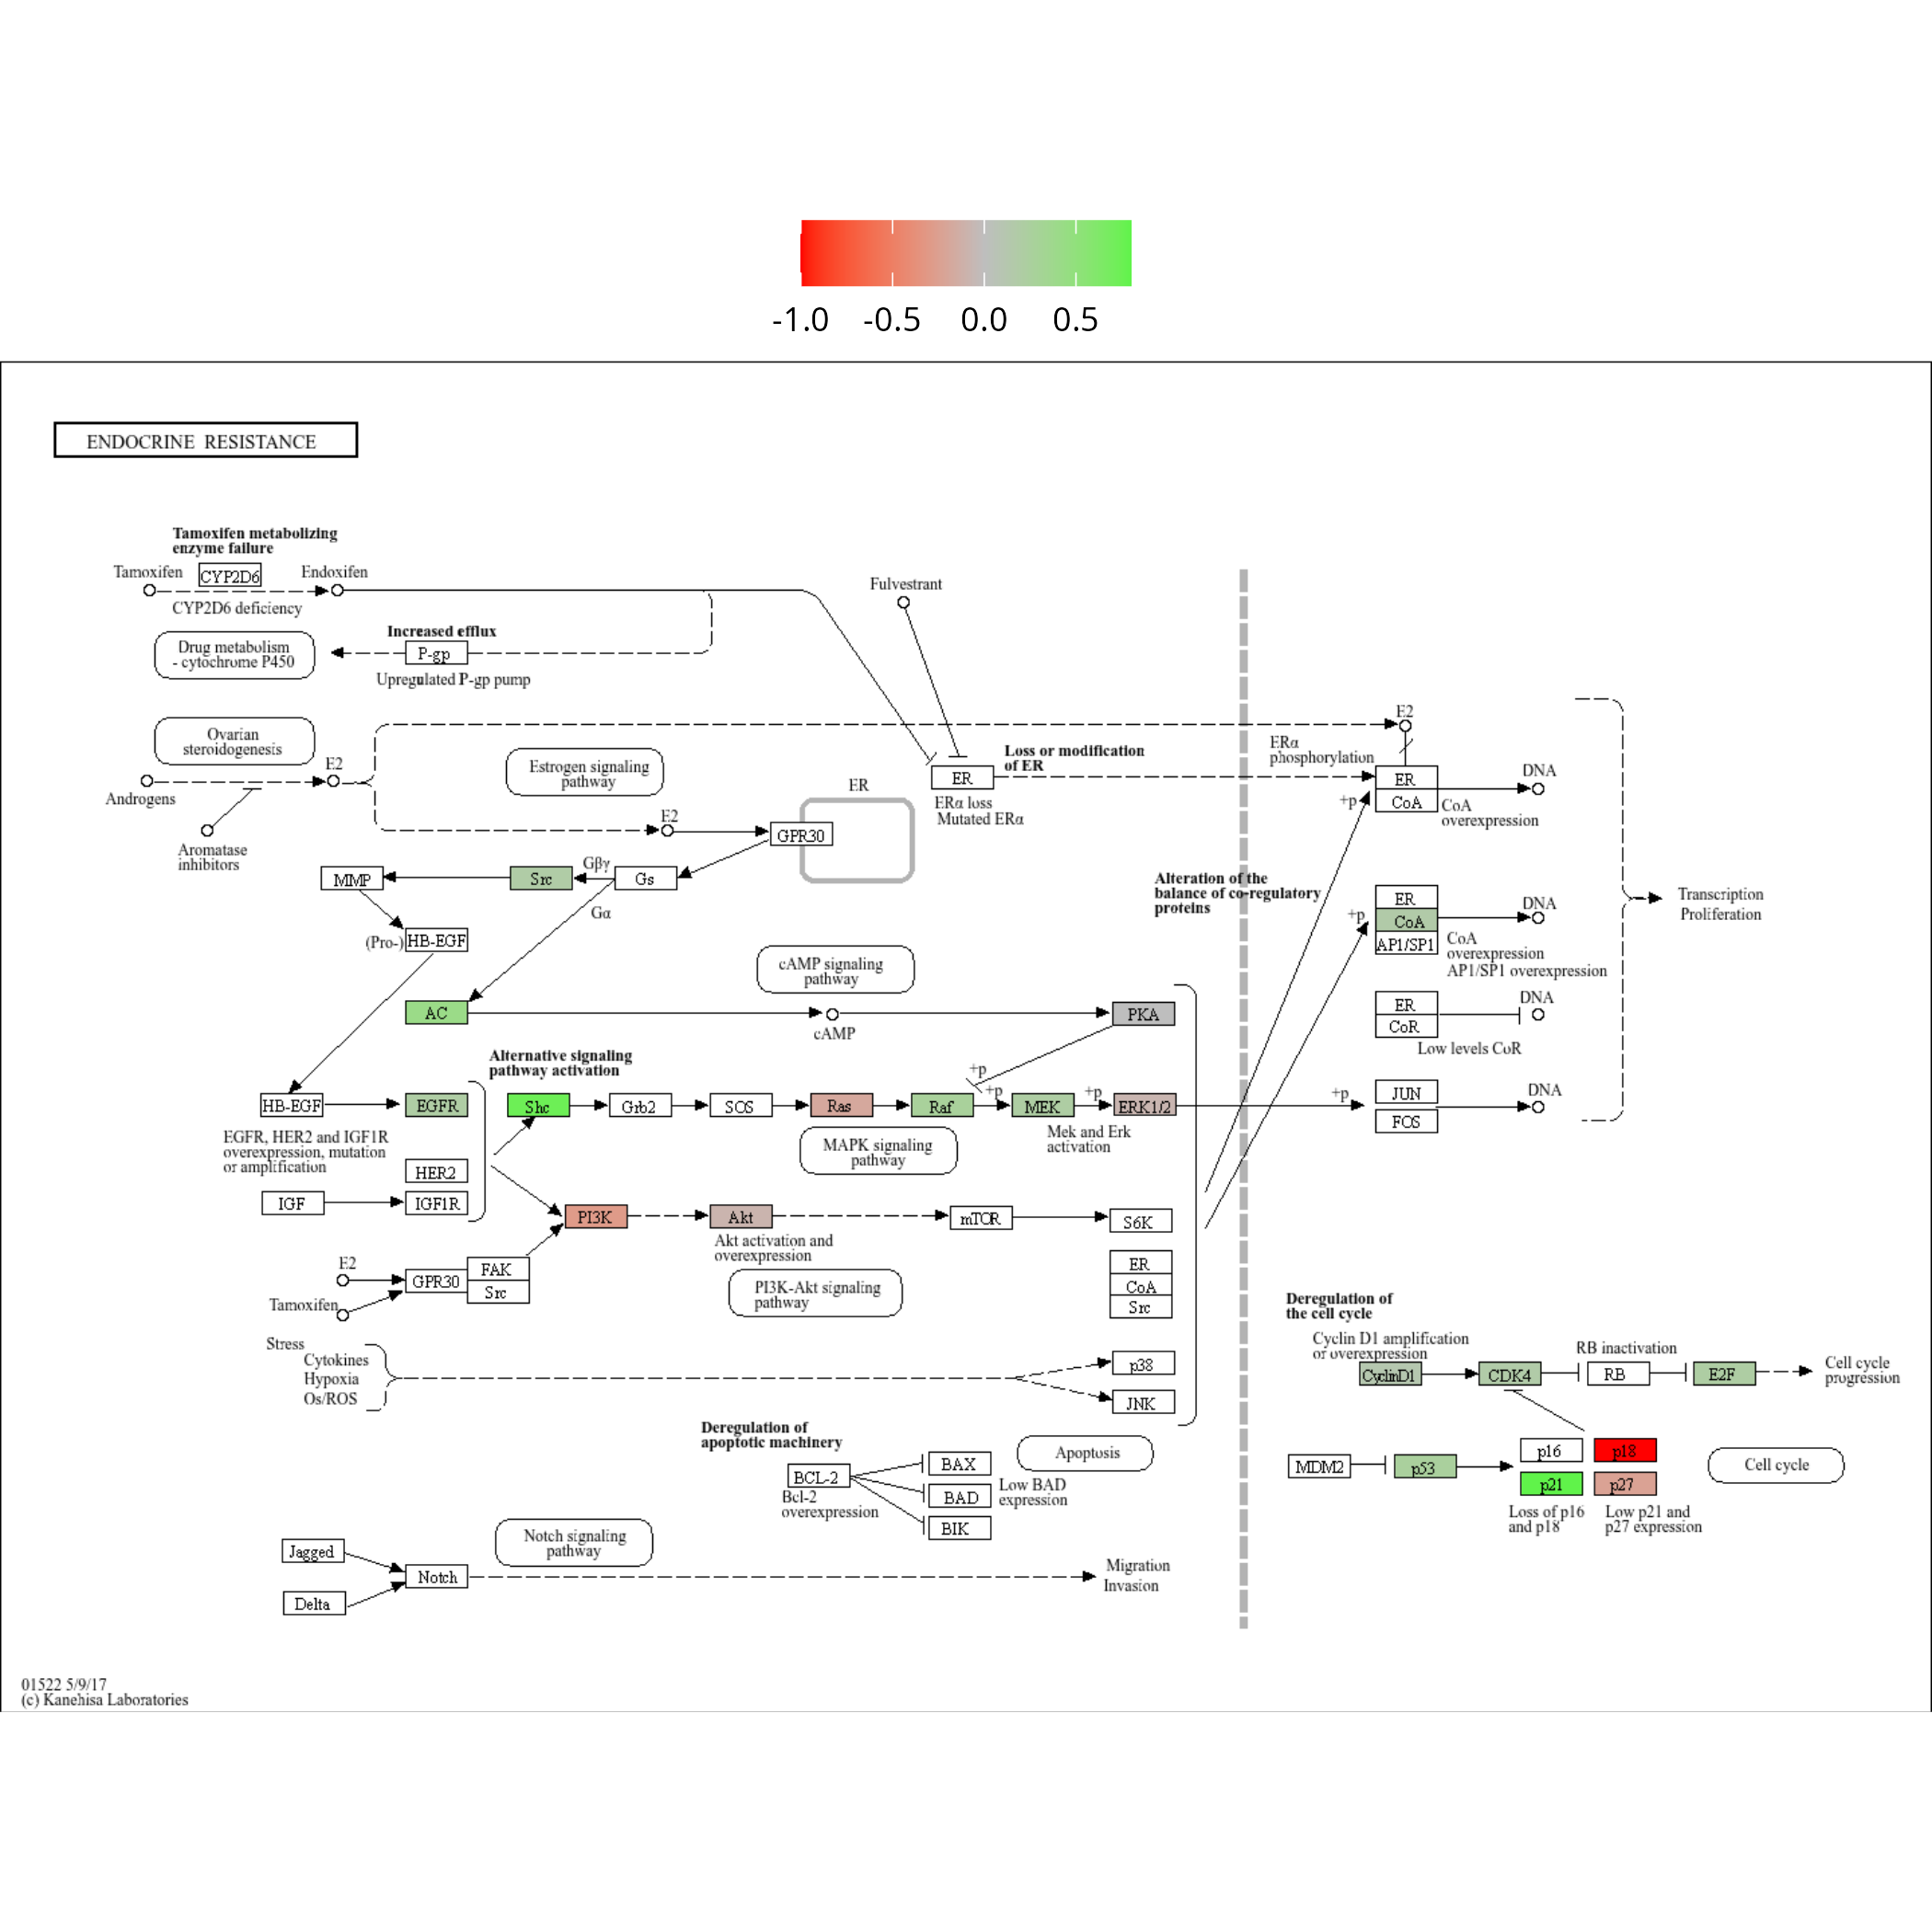 -1.0 -0.5 0.0 0.5
ENDOCRINE RESISTANCE
Tamoxifen metabolizing
enzyme failure
Tamoxifen
CYP2D6
Endoxifen
CYP2D6 deficiency
Fulvestrant
Increased efflux
Drug metabolism
- cytochrome P450
P-gp
Upregulated P-gp pump
Ovarian
steroidogenesis
E2
Androgens
Aromatase
inhibitors
Estrogen signaling
pathway
E2
ER
GPR30
ER
ERα loss
Mutated ERα
Loss or modification
of ER
E2
ERα
phosphorylation
ER
CoA
+p
CoA
overexpression
DNA
MMP
Src
Gβγ
Gs
Gα
(Pro-)
HB-EGF
Alteration of the
balance of co-regulatory
proteins
+p
ER
CoA
AP1/SP1
DNA
CoA
overexpression
AP1/SP1 overexpression
Transcription
Proliferation
cAMP signaling
pathway
AC
cAMP
PKA
ER
CoR
DNA
Low levels CoR
Alternative signaling
pathway activation
+p
HB-EGF
EGFR
Shc
Grb2
SOS
Ras
Raf
+p
MEK
+p
ERK1/2
+p
JUN
FOS
DNA
EGFR, HER2 and IGF1R
overexpression, mutation
or amplification
MAPK signaling
pathway
Mek and Erk
activation
HER2
IGF
IGF1R
PI3K
Akt
mTOR
S6K
Akt activation and
overexpression
E2
GPR30
FAK
Src
Tamoxifen
PI3K-Akt signaling
pathway
ER
CoA
Src
Stress
Cytokines
Hypoxia
Os/ROS
p38
JNK
Deregulation of
the cell cycle
Cyclin D1 amplification
or overexpression
RB inactivation
CyclinD1
CDK4
RB
E2F
Cell cycle
progression
Deregulation of
apoptotic machinery
BCL-2
Bcl-2
overexpression
BAX
BAD
BIK
Apoptosis
Low BAD
expression
MDM2
p53
p16
p18
p21
p27
Cell cycle
Loss of p16
and p18
Low p21 and
p27 expression
Notch signaling
pathway
Jagged
Notch
Delta
Migration
Invasion
01522 5/9/17
(c) Kanehisa Laboratories